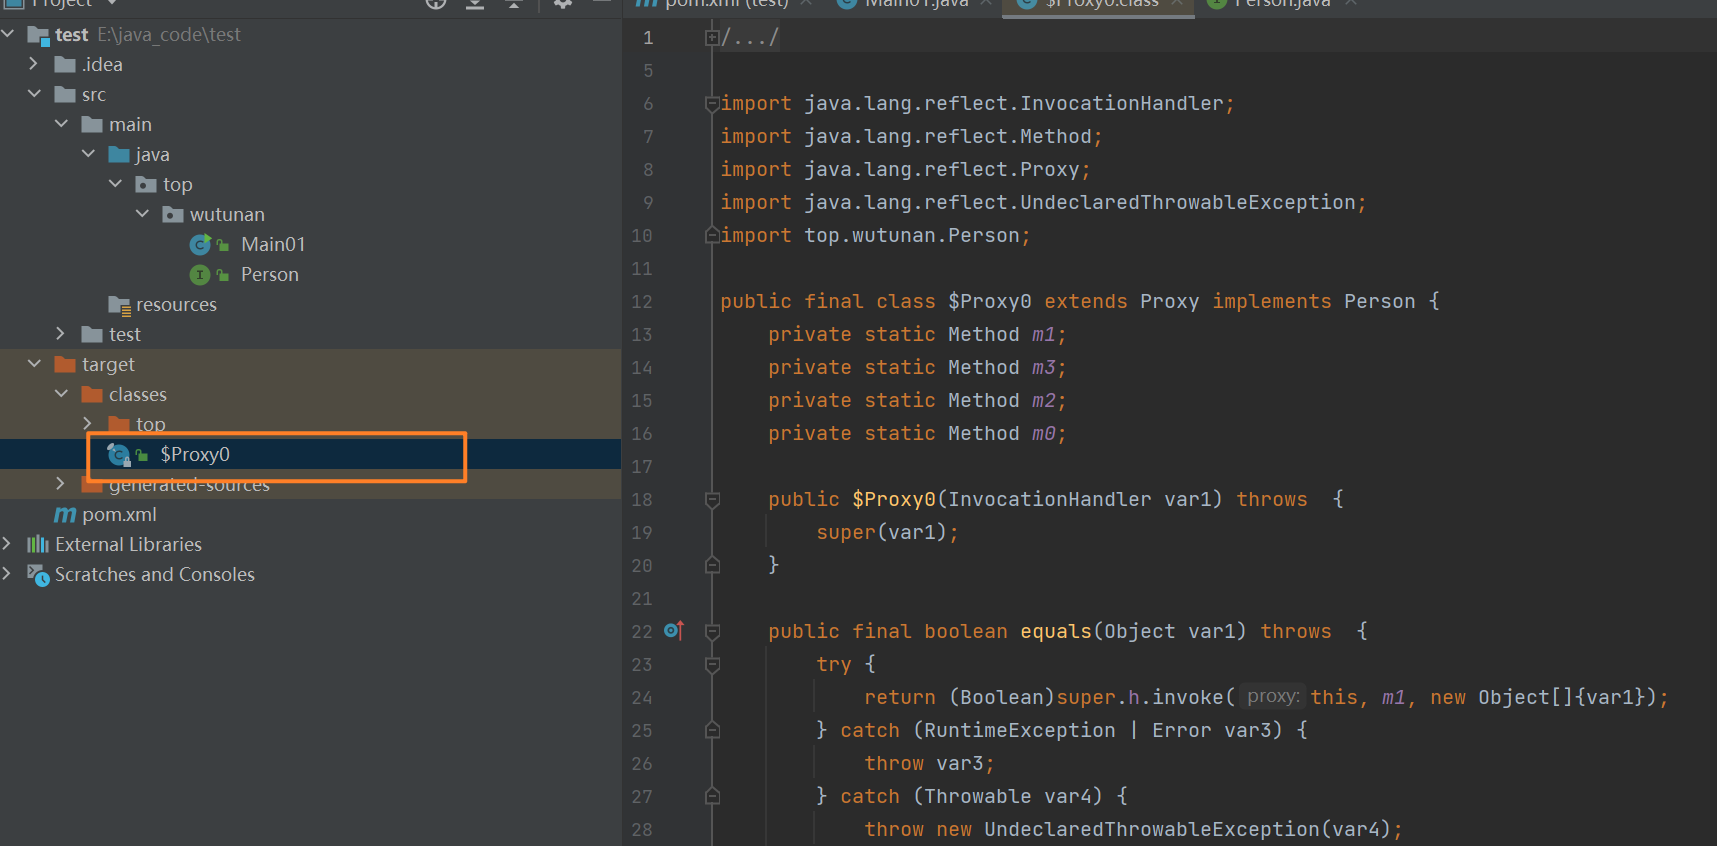 Project
test E:\java_code\test
.idea
src
main
java
top
wutunan
Main01
Person
resources
test
target
classes
top
$Proxy0
generated-sources
pom.xml
External Libraries
Scratches and Consoles
pom.xml (test) Main01.java $Proxy0.class Person.java
1 /.../
5
6 import java.lang.reflect.InvocationHandler;
7 import java.lang.reflect.Method;
8 import java.lang.reflect.Proxy;
9 import java.lang.reflect.UndeclaredThrowableException;
10 import top.wutunan.Person;
11
12 public final class $Proxy0 extends Proxy implements Person {
13 private static Method m1;
14 private static Method m3;
15 private static Method m2;
16 private static Method m0;
17
18 public $Proxy0(InvocationHandler var1) throws  {
19 super(var1);
20 }
21
22 public final boolean equals(Object var1) throws  {
23 try {
24 return (Boolean)super.h.invoke( proxy: this, m1, new Object[]{var1});
25 } catch (RuntimeException | Error var3) {
26 throw var3;
27 } catch (Throwable var4) {
28 throw new UndeclaredThrowableException(var4);